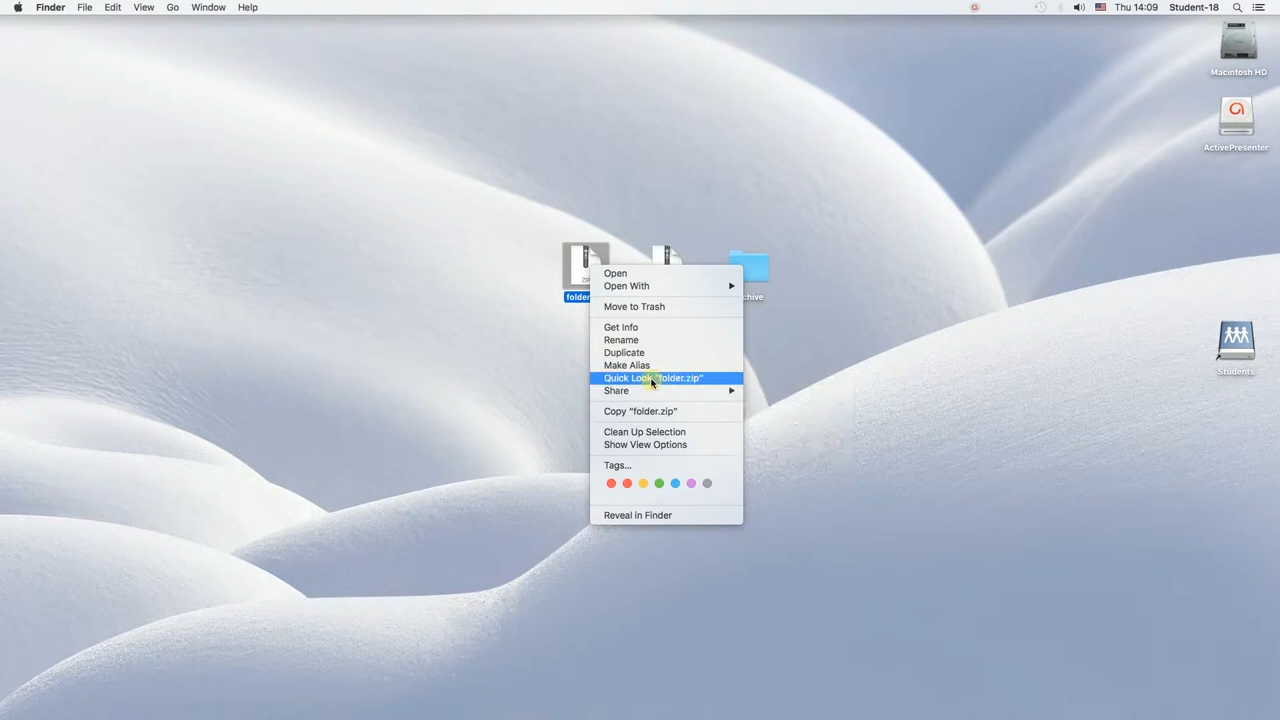 Finder File Edit View Go Window Help Thu 14:09 Student-18
Macintosh HD
ActivePresenter
folder
chive
Open
Open With
Move to Trash
Get Info
Rename
Duplicate
Make Alias
Quick Look "folder.zip"
Share
Copy "folder.zip"
Clean Up Selection
Show View Options
Tags...
Reveal in Finder
Students